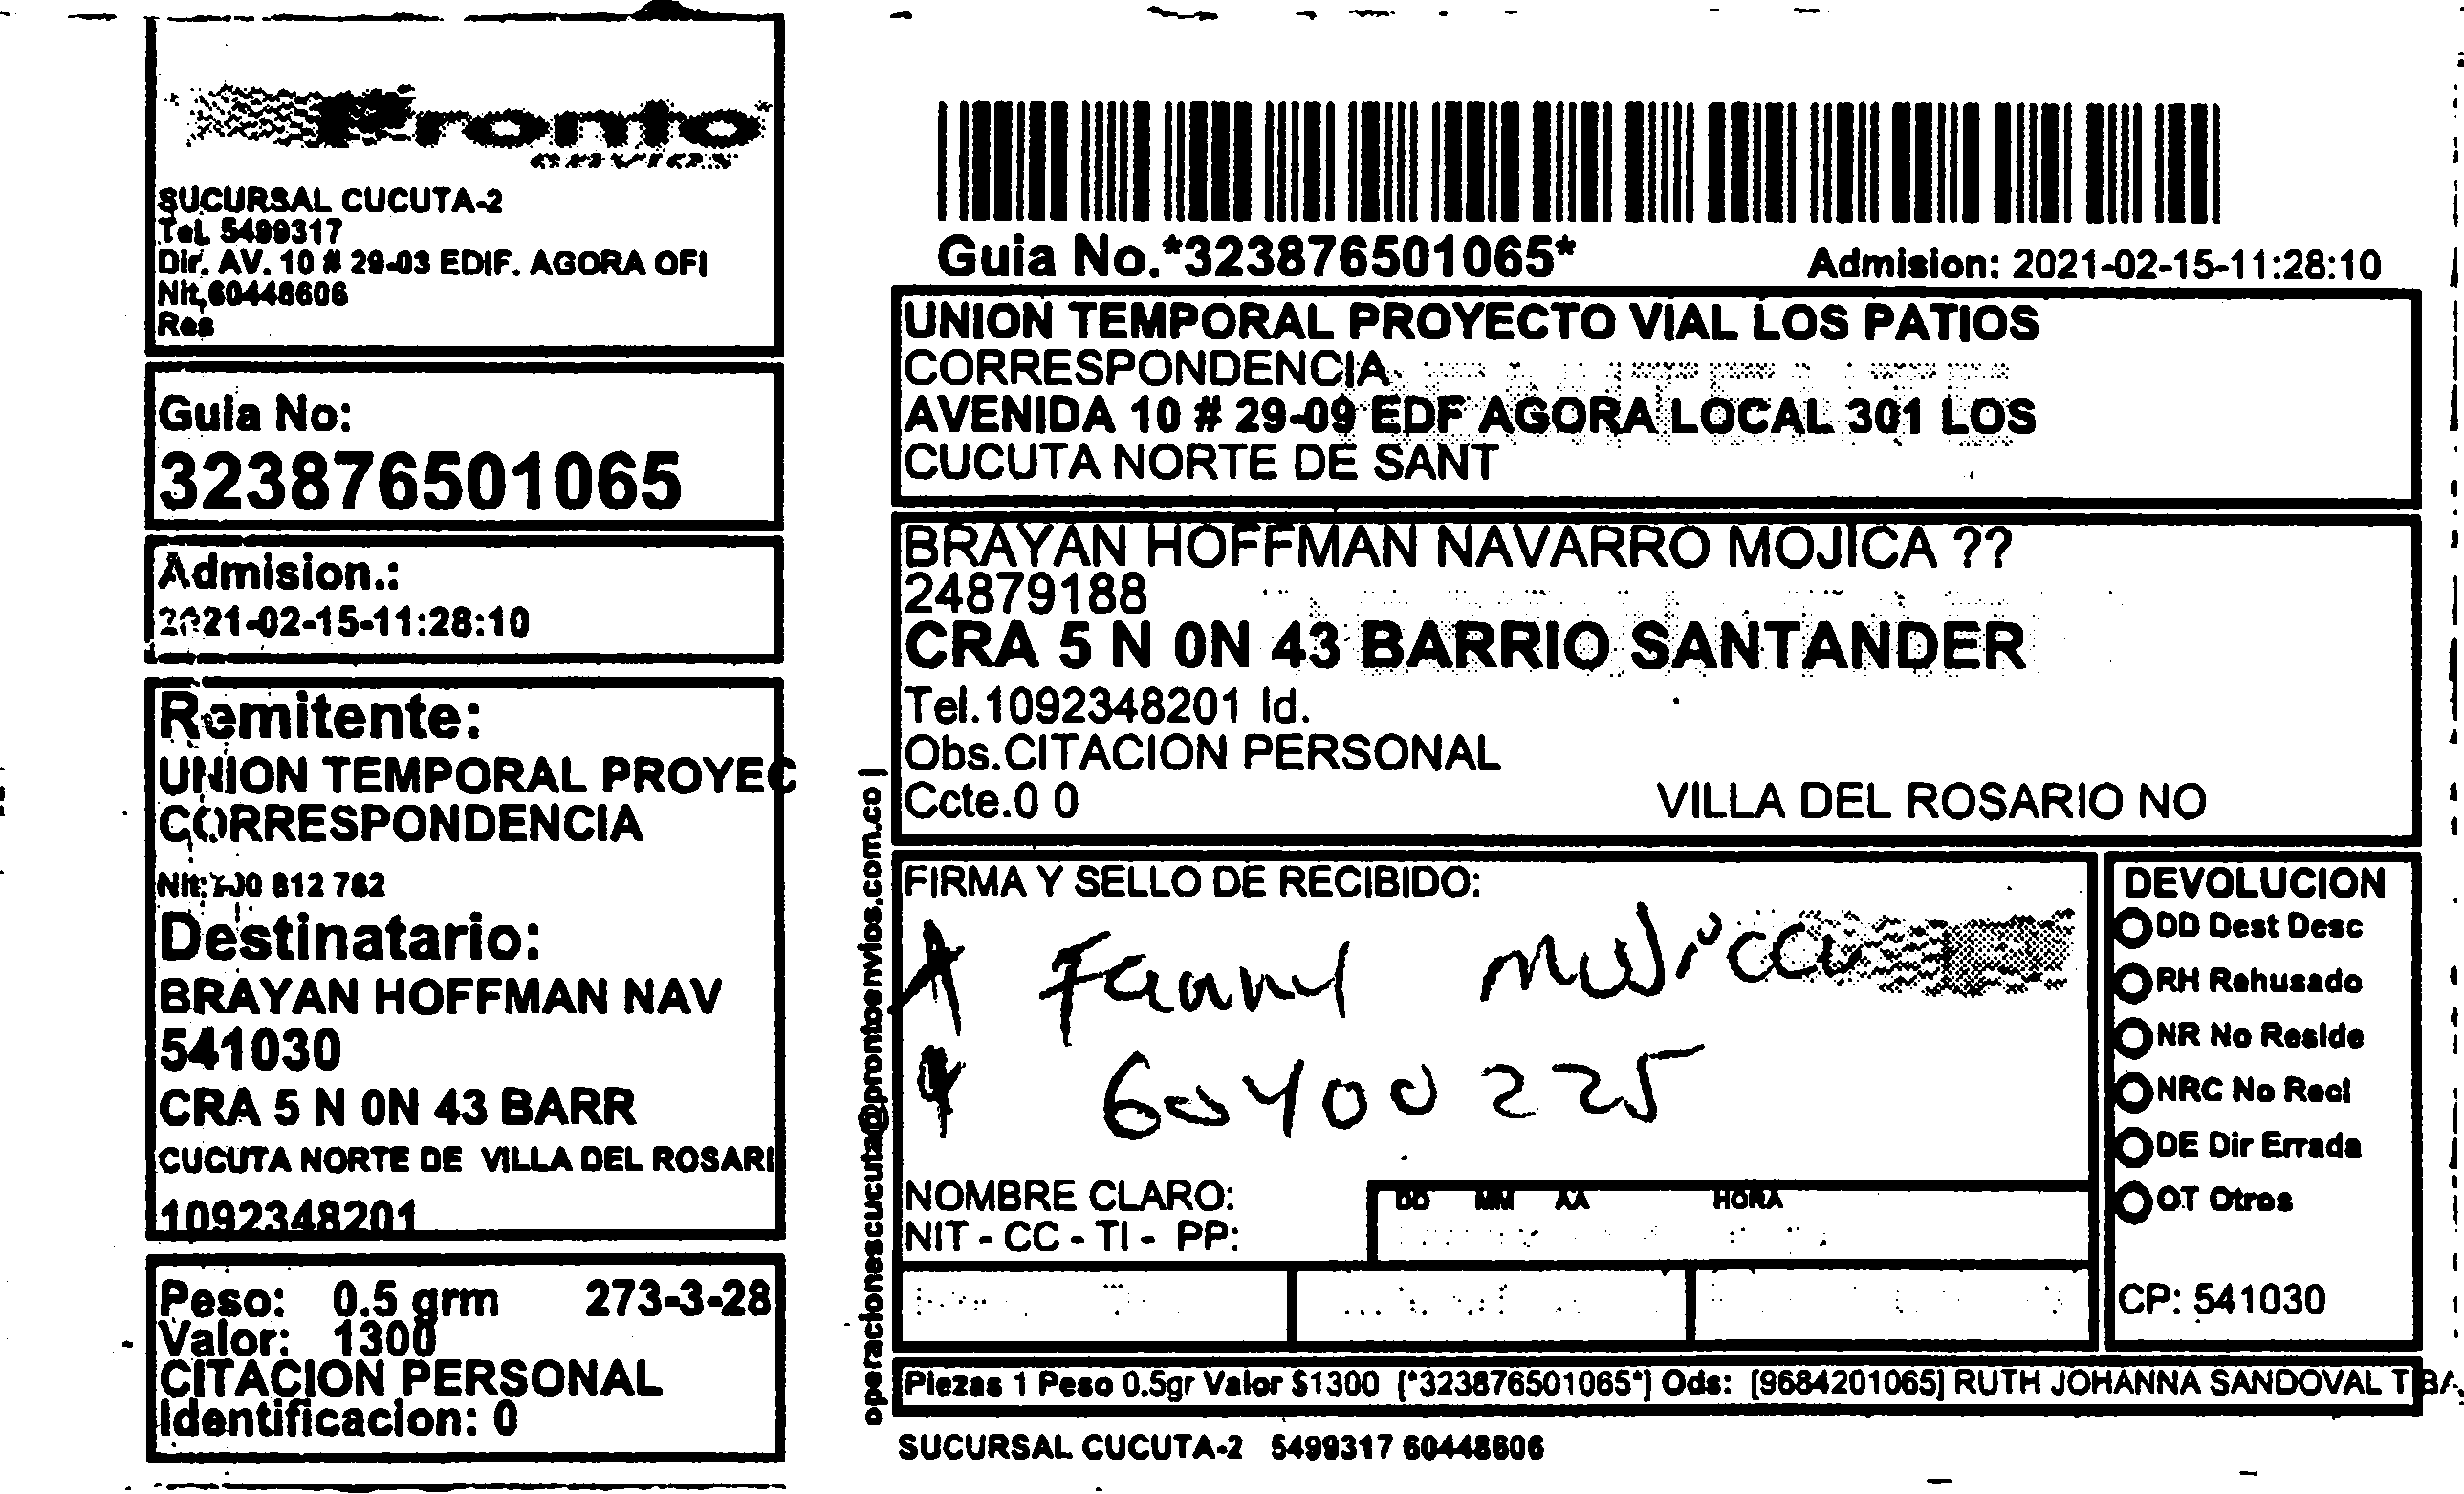 Pronto
envios
SUCURSAL CUCUTA-2
Tel. 5499317
Dir. AV. 10 # 29-03 EDIF. AGORA OFI
Nit,60448606
Res
Guia No:
323876501065
Admision.:
2021-02-15-11:28:10
Remitente:
UNION TEMPORAL PROYEC
CORRESPONDENCIA
812 782
Destinatario:
BRAYAN HOFFMAN NAV
541030
CRA 5 N 0N 43 BARR
CUCUTA NORTE DE VILLA DEL ROSARI
1092348201
Peso: 0.5 grm 273-3-28
Valor: 1300
CITACION PERSONAL
Identificacion: 0
operacionescucuta@prontoenvios.com.co |
Guia No.*323876501065*
Admision: 2021-02-15-11:28:10
UNION TEMPORAL PROYECTO VIAL LOS PATIOS
CORRESPONDENCIA
AVENIDA 10 # 29-09 EDF AGORA LOCAL 301 LOS
CUCUTA NORTE DE SANT
BRAYAN HOFFMAN NAVARRO MOJICA ??
24879188
CRA 5 N 0N 43 BARRIO SANTANDER
Tel.1092348201 Id.
Obs.CITACION PERSONAL
Ccte.0 0 VILLA DEL ROSARIO NO
FIRMA Y SELLO DE RECIBIDO:
Fanny Mojica
60400225
NOMBRE CLARO:
NIT - CC - TI - PP:
DD MM AA HORA
DEVOLUCION
DD Dest Desc
RH Rehusado
NR No Reside
NRC No Recl
DE Dir Errada
OT Otros
CP: 541030
Piezas 1 Peso 0.5gr Valor $1300 [*323876501065*] Ods: [9684201065] RUTH JOHANNA SANDOVAL TIBA
SUCURSAL CUCUTA-2 5499317 60448606